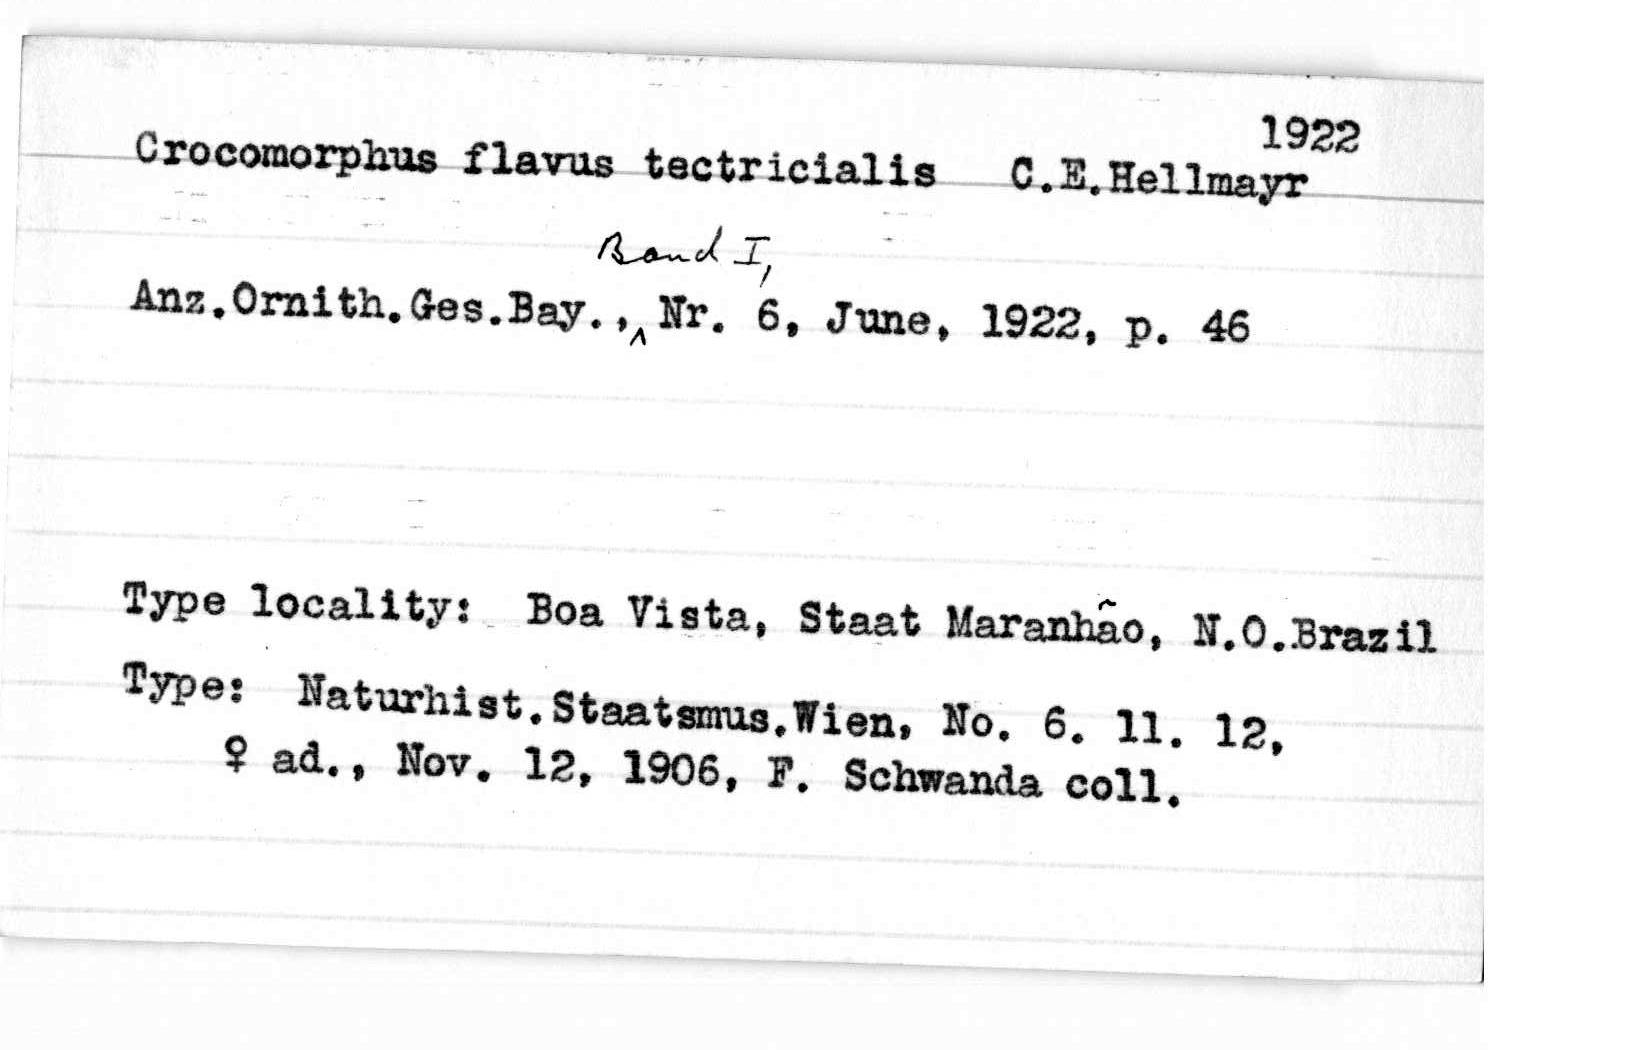 1922
Crocomorphus flavus tectricialis C.E.Hellmayr
Band I,
Anz.Ornith.Ges.Bay.,^ Nr. 6, June, 1922, p. 46
Type locality: Boa Vista, Staat Maranhâo, N.O.Brazil
Type: Naturhist.Staatsmus.Wien, No. 6. 11. 12,
♀ ad., Nov. 12, 1906, F. Schwanda coll.